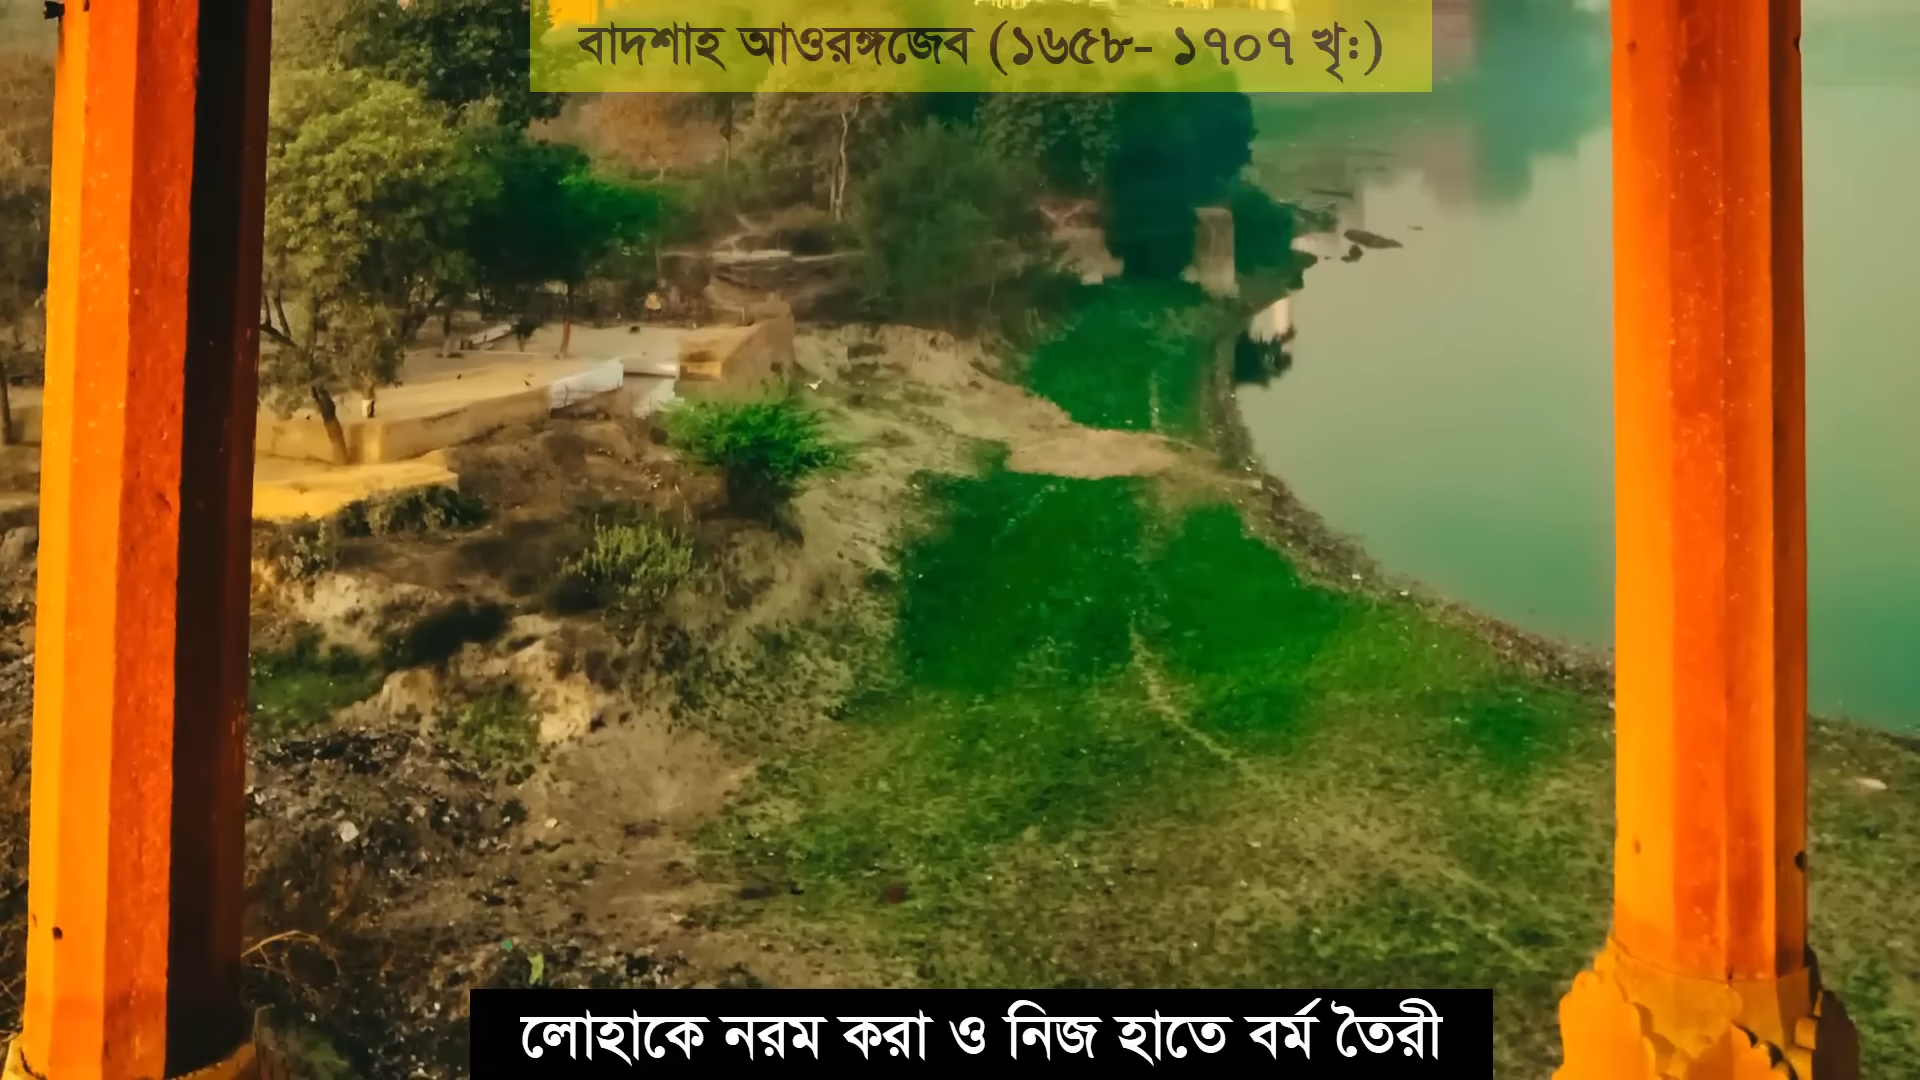 বাদশাহ আওরঙ্গজেব (১৬৫৮- ১৭০৭ খৃঃ)
লোহাকে নরম করা ও নিজ হাতে বর্ম তৈরী